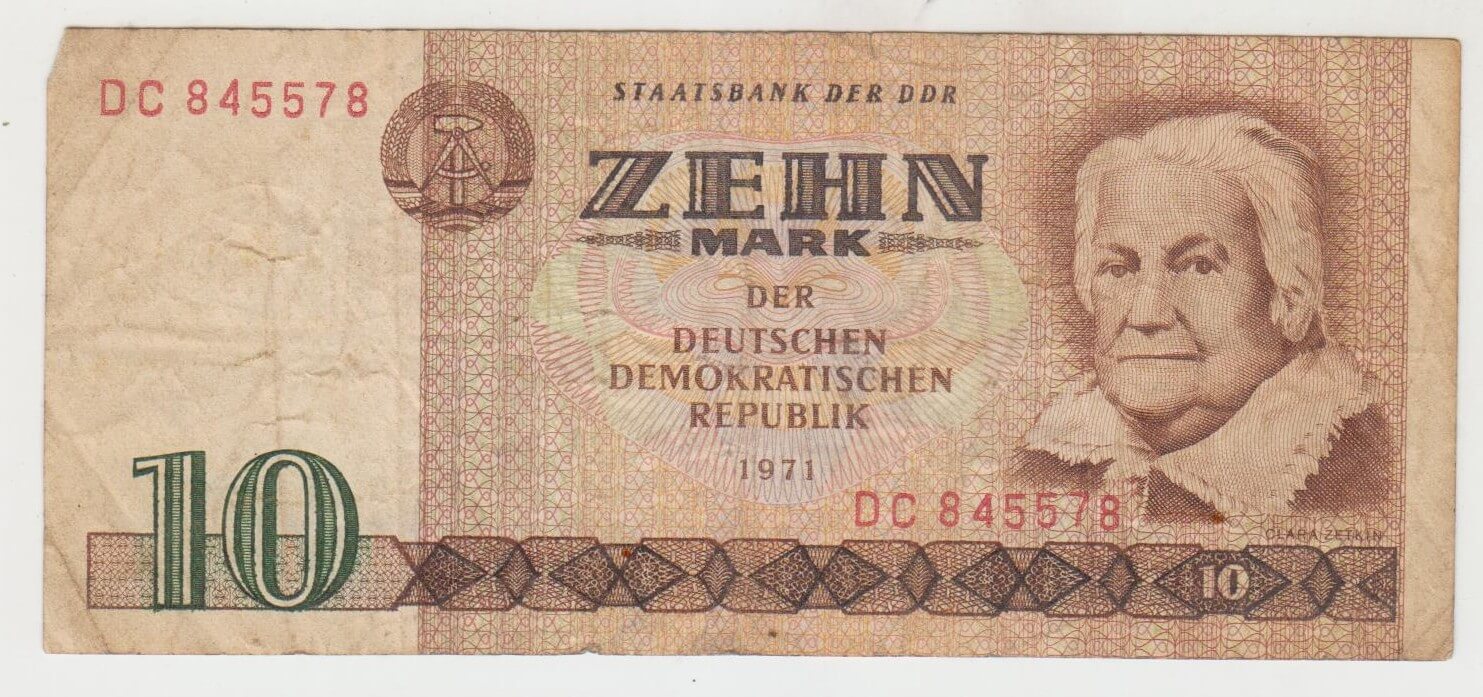 DC 845578
STAATSBANK DER DDR
ZEHN
MARK
DER
DEUTSCHEN
DEMOKRATISCHEN
REPUBLIK
1971
DC 845578
CLARA ZETKIN
10
10